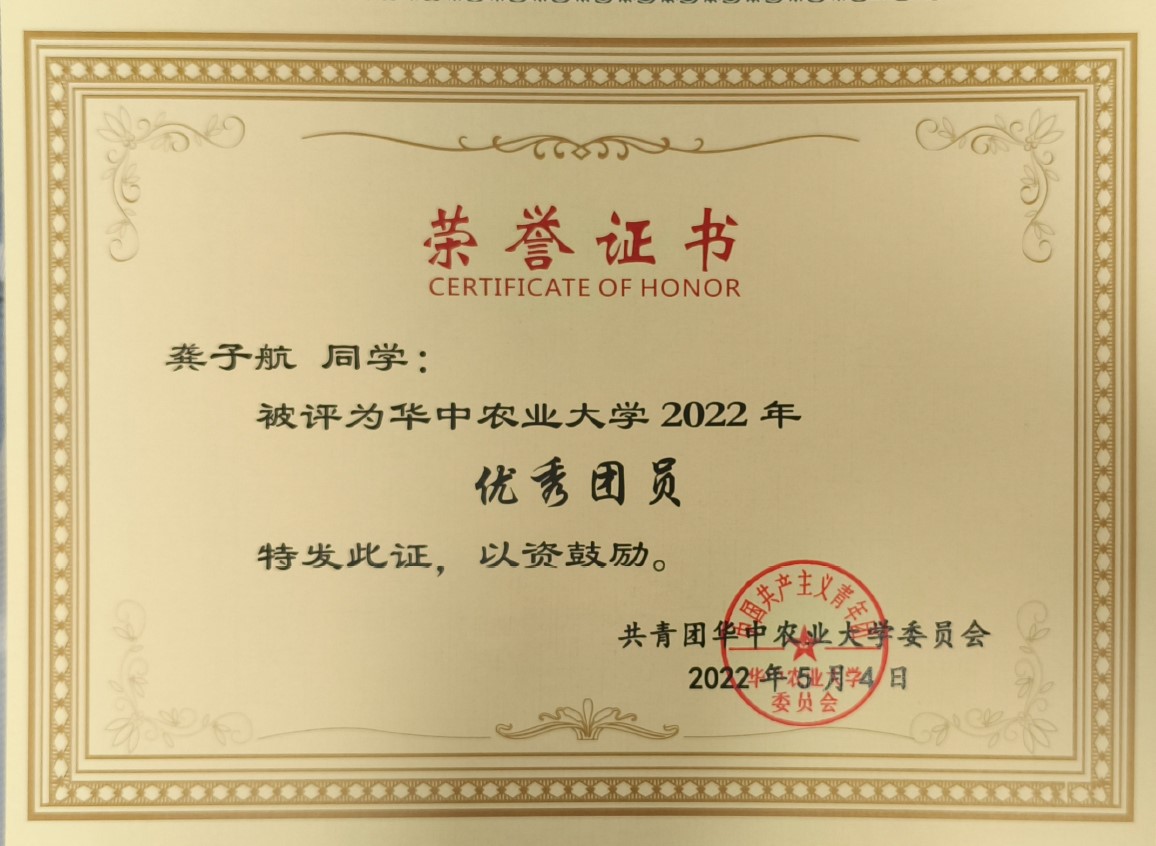 荣誉证书
CERTIFICATE OF HONOR
龚子航 同学：
被评为华中农业大学2022年
优秀团员
特发此证，以资鼓励。
共青团华中农业大学委员会
2022年5月4日
中国共产主义青年团
华中农业大学
委员会